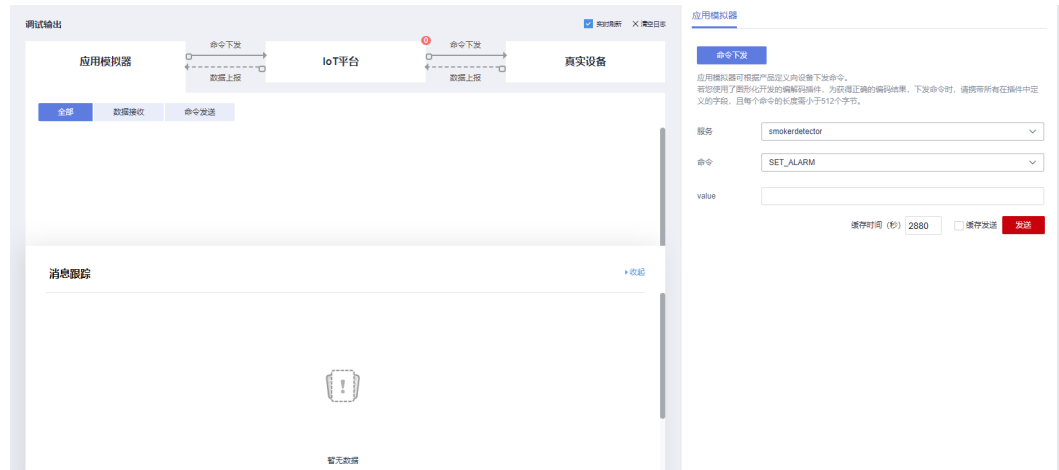 调试输出
实时刷新
清空日志
应用模拟器
命令下发
数据上报
IoT平台
0
命令下发
数据上报
真实设备
全部
数据接收
命令发送
消息跟踪
收起
暂无数据
应用模拟器
命令下发
应用模拟器可根据产品定义向设备下发命令。
若您使用了图形化开发的编解码插件，为获得正确的编码结果，下发命令时，请携带所有在插件中定
义的字段，且每个命令的长度需小于512个字节。
服务
smokerdetector
命令
SET_ALARM
value
缓存时间（秒） 2880 缓存发送 发送